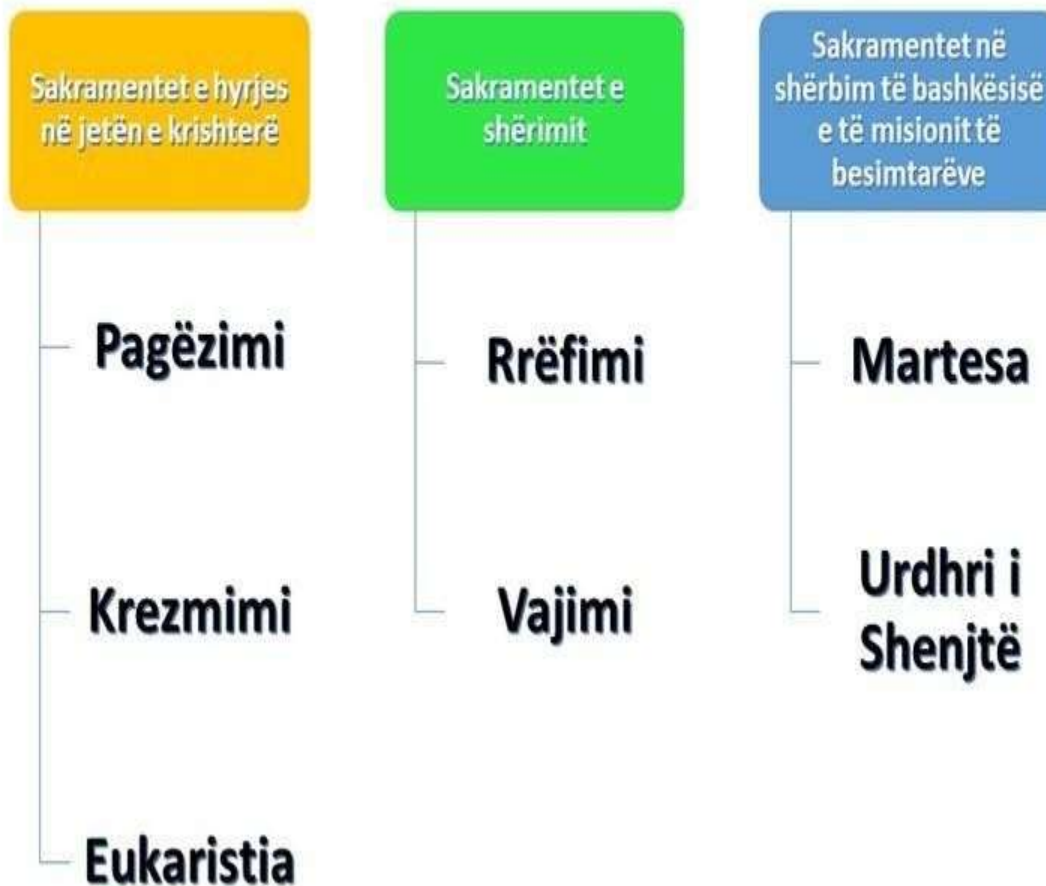 Sakramentet e hyrjes
në jetën e krishterë
Pagëzimi
Krezmimi
Eukaristia
Sakramentet e
shërimit
Rrëfimi
Vajimi
Sakramentet në
shërbim të bashkësisë
e të misionit të
besimtarëve
Martesa
Urdhri i
Shenjtë